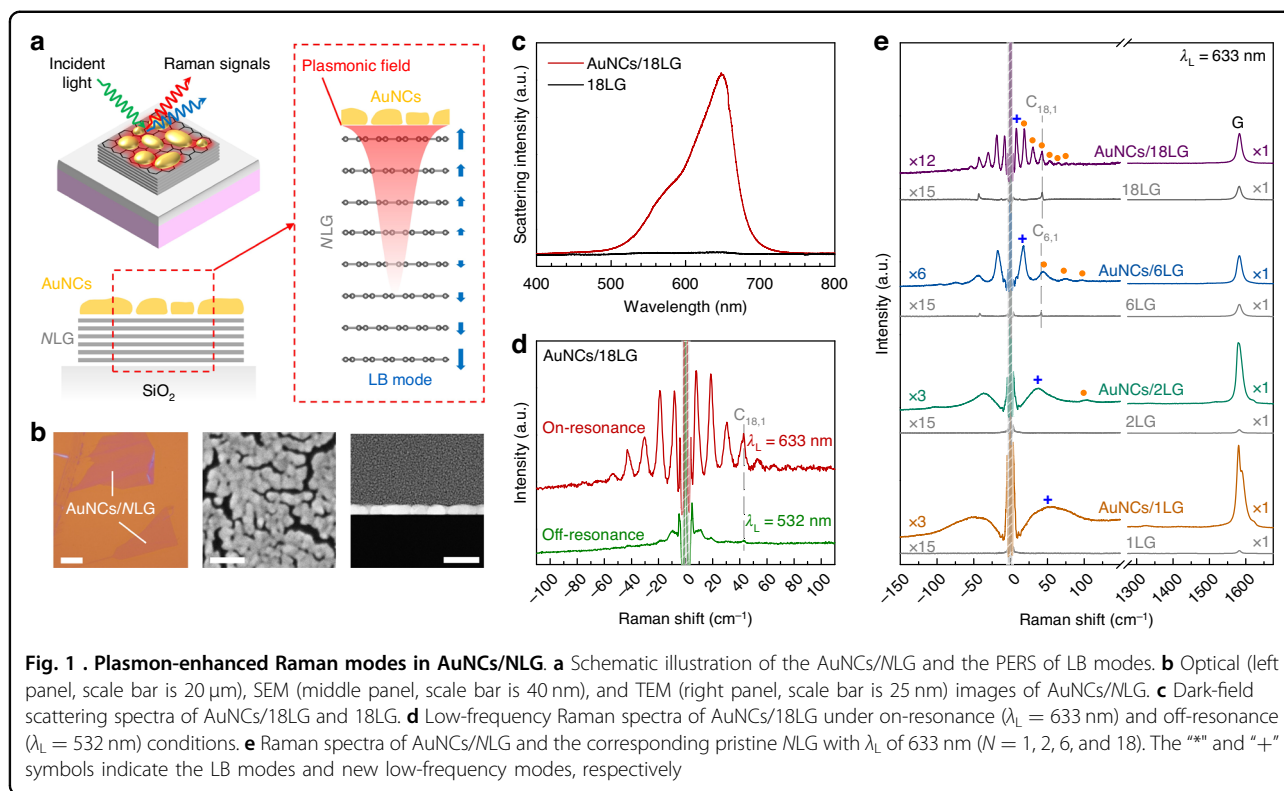 a
Incident
light
Raman signals
AuNCs
NLG
SiO₂
Plasmonic field
AuNCs
NLG
LB mode
b
AuNCs/NLG
c
AuNCs/18LG
18LG
Scattering intensity (a.u.)
400
500
600
700
800
Wavelength (nm)
d
AuNCs/18LG
C18,1
On-resonance
λL = 633 nm
λL = 532 nm
Off-resonance
Intensity (a.u.)
−100
−80
−60
−40
−20
0
20
40
60
80
100
Raman shift (cm−1)
e
λL = 633 nm
C18,1
+
G
×12
AuNCs/18LG
×1
×15
18LG
×1
C6,1
+
×6
AuNCs/6LG
×1
×15
6LG
×1
+
×3
AuNCs/2LG
×1
×15
2LG
×1
+
AuNCs/1LG
×3
×1
×15
1LG
×1
Intensity (a.u.)
−150
−100
−50
0
50
100
1300
1400
1500
1600
Raman shift (cm−1)
Fig. 1 . Plasmon-enhanced Raman modes in AuNCs/NLG. a Schematic illustration of the AuNCs/NLG and the PERS of LB modes. b Optical (left
panel, scale bar is 20 μm), SEM (middle panel, scale bar is 40 nm), and TEM (right panel, scale bar is 25 nm) images of AuNCs/NLG. c Dark-field
scattering spectra of AuNCs/18LG and 18LG. d Low-frequency Raman spectra of AuNCs/18LG under on-resonance (λL = 633 nm) and off-resonance
(λL = 532 nm) conditions. e Raman spectra of AuNCs/NLG and the corresponding pristine NLG with λL of 633 nm (N = 1, 2, 6, and 18). The "*" and "+"
symbols indicate the LB modes and new low-frequency modes, respectively